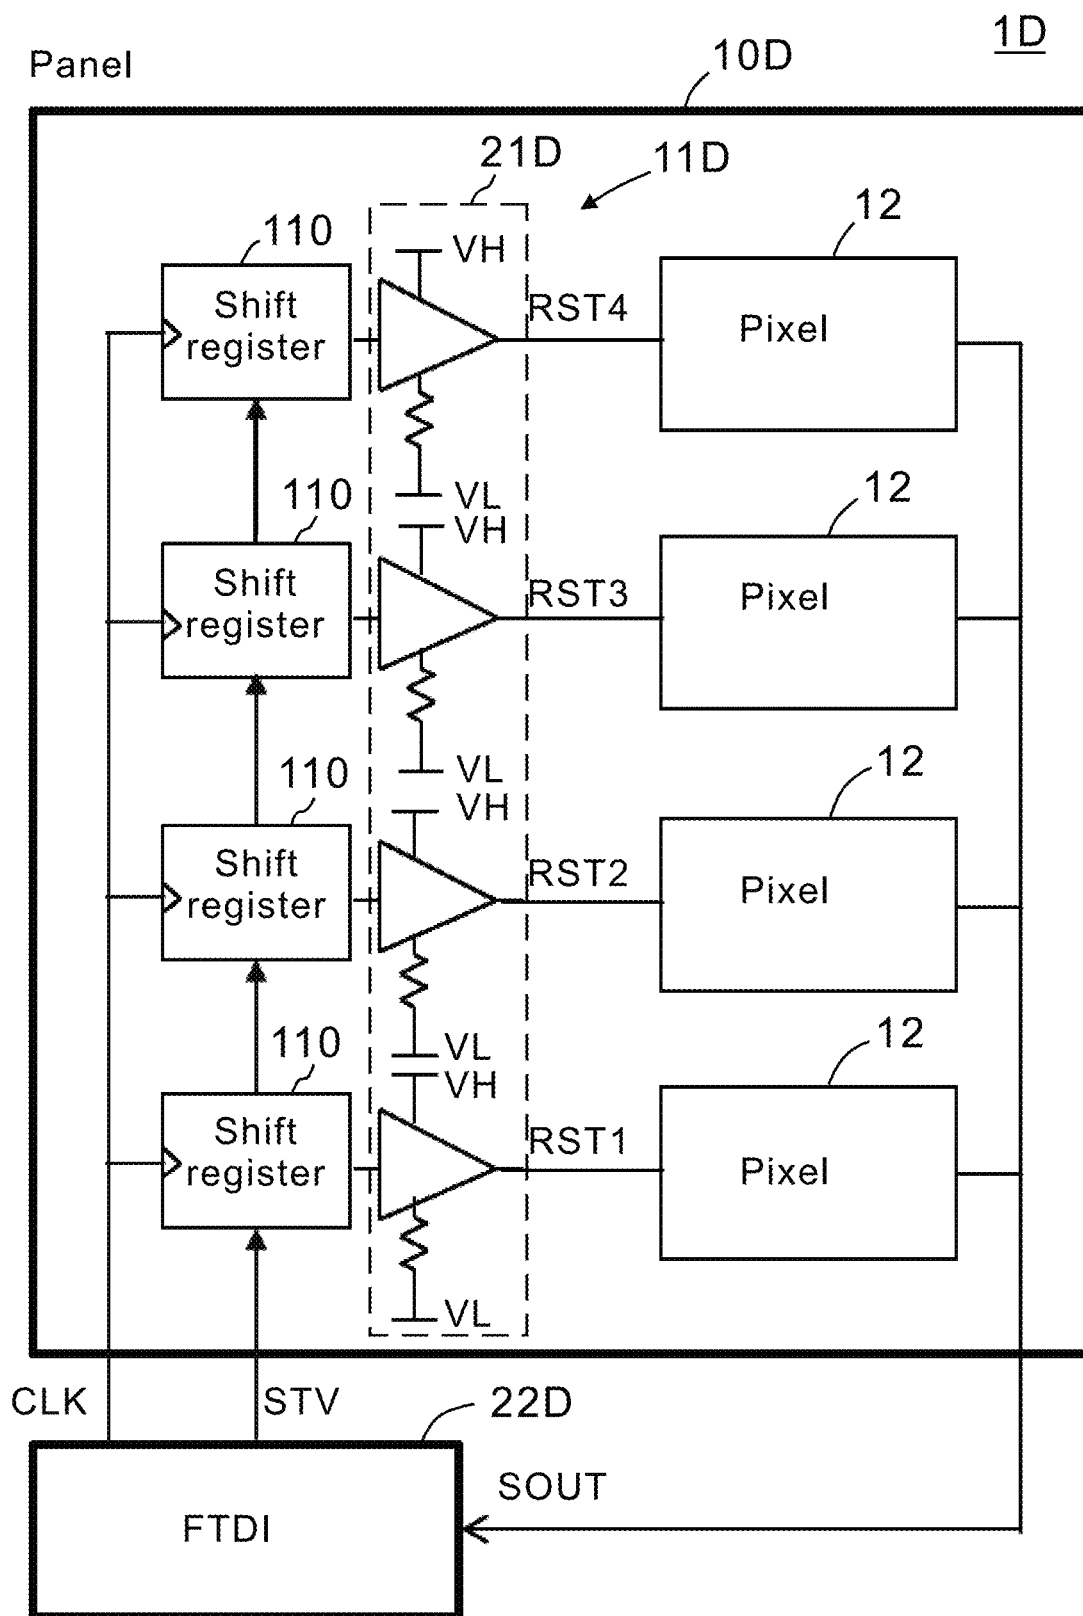 1D
Panel
10D
21D
11D
110
12
VH
Shift
register
RST4
Pixel
VL
110
12
VH
Shift
register
RST3
Pixel
VL
110
12
VH
Shift
register
RST2
Pixel
VL
110
12
VH
Shift
register
RST1
Pixel
VL
CLK
STV
22D
SOUT
FTDI